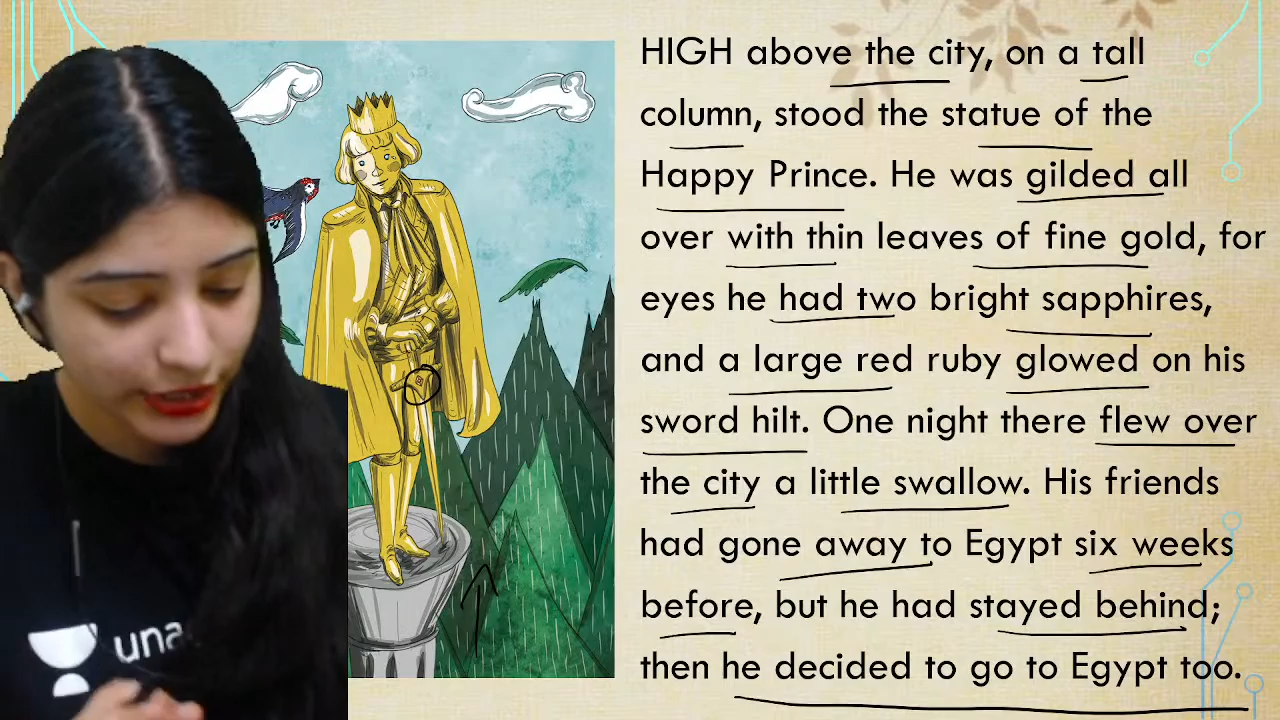 HIGH above the city, on a tall
column, stood the statue of the
Happy Prince. He was gilded all
over with thin leaves of fine gold, for
eyes he had two bright sapphires,
and a large red ruby glowed on his
sword hilt. One night there flew over
the city a little swallow. His friends
had gone away to Egypt six weeks
before, but he had stayed behind;
then he decided to go to Egypt too.
una